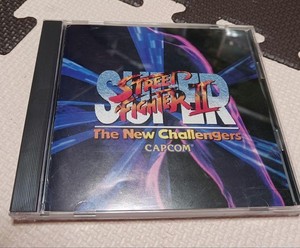 SUPER
STREET
FIGHTER II
The New Challengers
CAPCOM